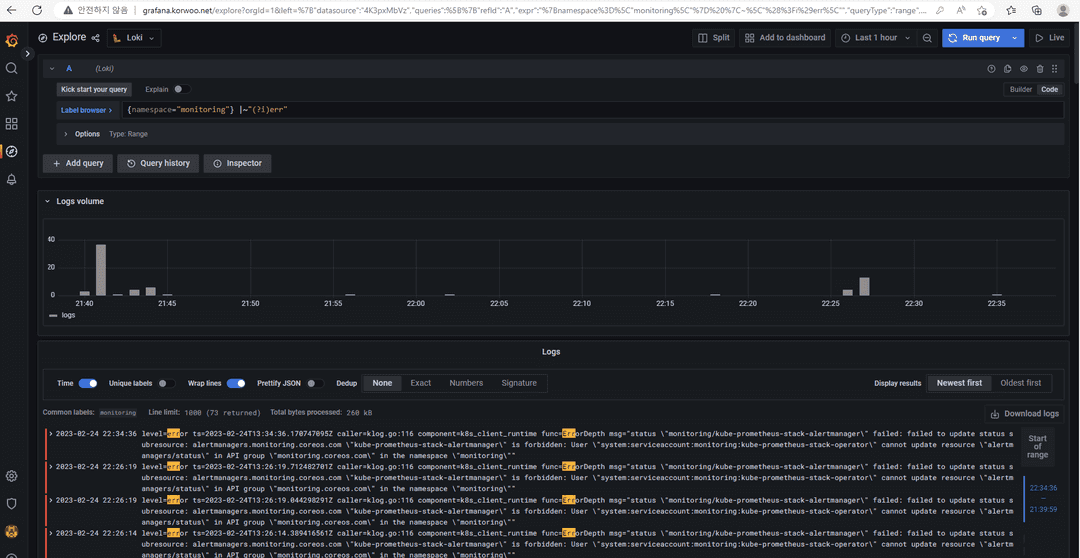 안전하지 않음 | grafana.korwoo.net/explore?orgId=1&left=%7B"datasource":"4K3pxMbVz","queries":%5B%7B"refId":"A","expr":"%7Bnamespace%3D%5C"monitoring%5C"%7D%20%7C~%5C"%28%3Fi%29err%5C"","queryType":"range",...
Explore Loki
Split Add to dashboard Last 1 hour Run query Live
A (Loki)
Kick start your query Explain Builder Code
Label browser > {namespace="monitoring"} |~"(?i)err"
> Options Type: Range
+ Add query Query history Inspector
Logs volume
40
20
0
21:40 21:45 21:50 21:55 22:00 22:05 22:10 22:15 22:20 22:25 22:30 22:35
logs
Logs
Time Unique labels Wrap lines Prettify JSON Dedup None Exact Numbers Signature Display results Newest first Oldest first
Common labels: monitoring Line limit: 1000 (73 returned) Total bytes processed: 260 kB Download logs
> 2023-02-24 22:34:36 level=error ts=2023-02-24T13:34:36.170747095Z caller=klog.go:116 component=k8s_client_runtime func=ErrorDepth msg="status \"monitoring/kube-prometheus-stack-alertmanager\" failed: failed to update status s
ubresource: alertmanagers.monitoring.coreos.com \"kube-prometheus-stack-alertmanager\" is forbidden: User \"system:serviceaccount:monitoring:kube-prometheus-stack-operator\" cannot update resource \"alertm
anagers/status\" in API group \"monitoring.coreos.com\" in the namespace \"monitoring\""
> 2023-02-24 22:26:19 level=error ts=2023-02-24T13:26:19.712482701Z caller=klog.go:116 component=k8s_client_runtime func=ErrorDepth msg="status \"monitoring/kube-prometheus-stack-alertmanager\" failed: failed to update status s
ubresource: alertmanagers.monitoring.coreos.com \"kube-prometheus-stack-alertmanager\" is forbidden: User \"system:serviceaccount:monitoring:kube-prometheus-stack-operator\" cannot update resource \"alertm
anagers/status\" in API group \"monitoring.coreos.com\" in the namespace \"monitoring\""
> 2023-02-24 22:26:19 level=error ts=2023-02-24T13:26:19.044298291Z caller=klog.go:116 component=k8s_client_runtime func=ErrorDepth msg="status \"monitoring/kube-prometheus-stack-alertmanager\" failed: failed to update status s
ubresource: alertmanagers.monitoring.coreos.com \"kube-prometheus-stack-alertmanager\" is forbidden: User \"system:serviceaccount:monitoring:kube-prometheus-stack-operator\" cannot update resource \"alertm
anagers/status\" in API group \"monitoring.coreos.com\" in the namespace \"monitoring\""
> 2023-02-24 22:26:14 level=error ts=2023-02-24T13:26:14.389416561Z caller=klog.go:116 component=k8s_client_runtime func=ErrorDepth msg="status \"monitoring/kube-prometheus-stack-alertmanager\" failed: failed to update status s
ubresource: alertmanagers.monitoring.coreos.com \"kube-prometheus-stack-alertmanager\" is forbidden: User \"system:serviceaccount:monitoring:kube-prometheus-stack-operator\" cannot update resource \"alertm
anagers/status\" in API group \"monitoring.coreos.com\" in the namespace \"monitoring\""
Start
of
range
22:34:36
—
21:39:59